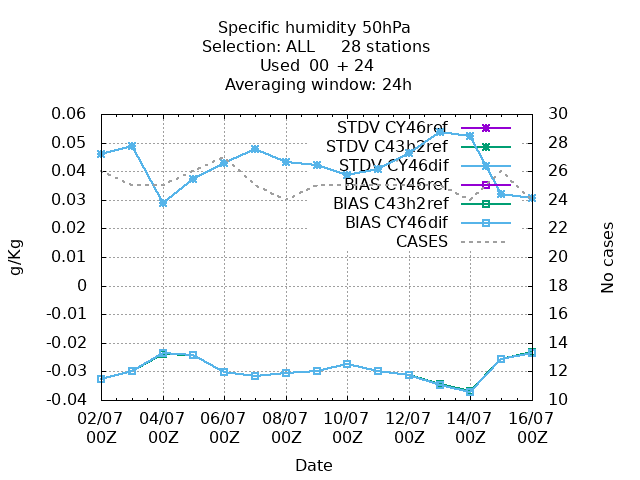 Specific humidity 50hPa
Selection: ALL 28 stations
Used 00 + 24
Averaging window: 24h
0.06 30
0.05 28
0.04 26
0.03 24
0.02 22
0.01 20
0 18
-0.01 16
-0.02 14
-0.03 12
-0.04 10
STDV CY46ref
STDV C43h2ref
STDV CY46dif
BIAS CY46ref
BIAS C43h2ref
BIAS CY46dif
CASES
g/Kg
No cases
02/07 04/07 06/07 08/07 10/07 12/07 14/07 16/07
00Z 00Z 00Z 00Z 00Z 00Z 00Z 00Z
Date